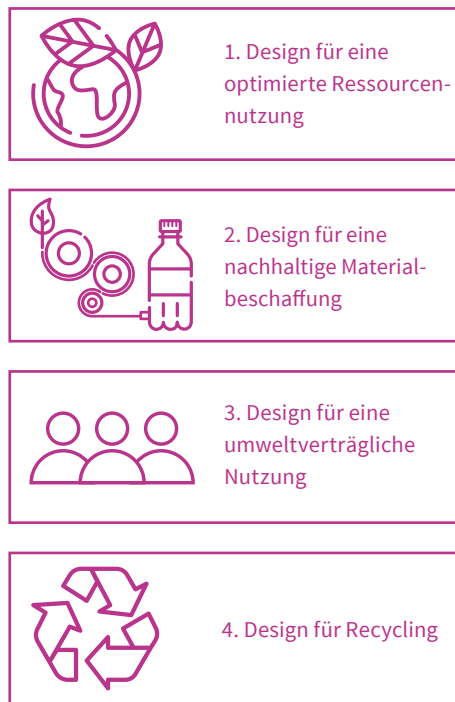 1. Design für eine
optimierte Ressourcen-
nutzung
2. Design für eine
nachhaltige Material-
beschaffung
3. Design für eine
umweltverträgliche
Nutzung
4. Design für Recycling